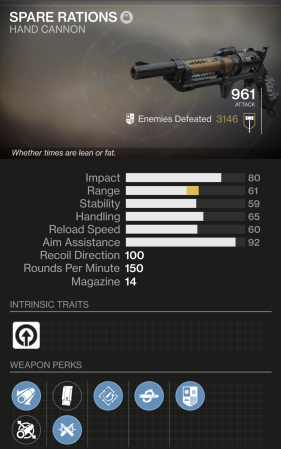 SPARE RATIONS
HAND CANNON
961
ATTACK
Enemies Defeated 3146
Whether times are lean or fat.
Impact 80
Range 61
Stability 59
Handling 65
Reload Speed 60
Aim Assistance 92
Recoil Direction 100
Rounds Per Minute 150
Magazine 14
INTRINSIC TRAITS
WEAPON PERKS